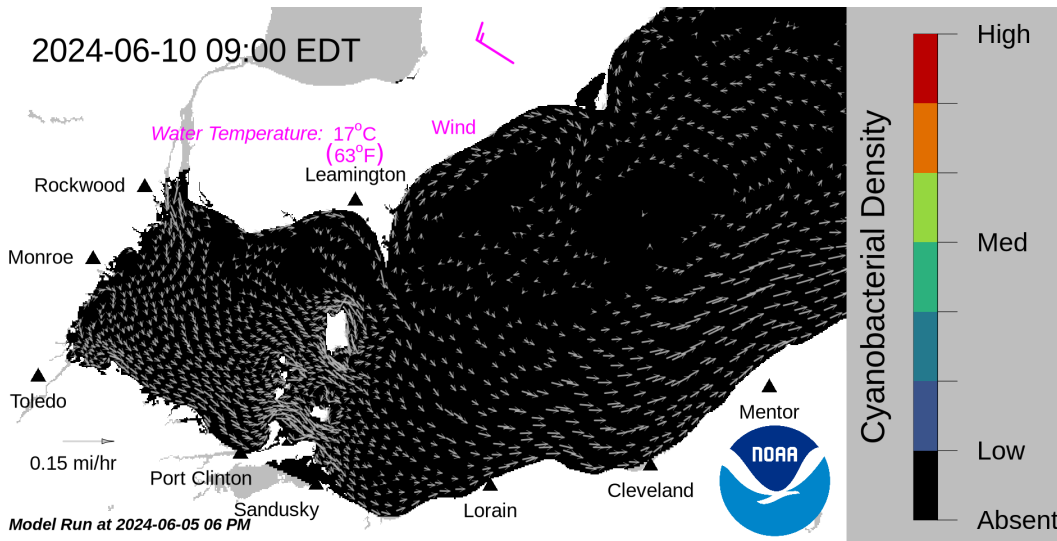 2024-06-10 09:00 EDT
Water Temperature: 17°C
(63°F)
Wind
Leamington
Rockwood
Monroe
Toledo
0.15 mi/hr
Port Clinton
Sandusky
Lorain
Cleveland
Mentor
NOAA
Model Run at 2024-06-05 06 PM
Cyanobacterial Density
High
Med
Low
Absent